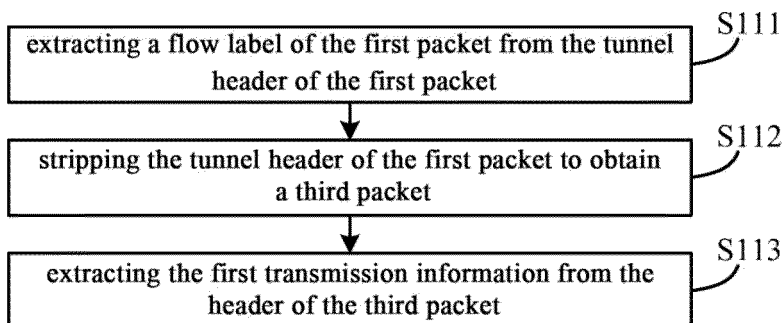 S111
extracting a flow label of the first packet from the tunnel
header of the first packet
S112
stripping the tunnel header of the first packet to obtain
a third packet
S113
extracting the first transmission information from the
header of the third packet